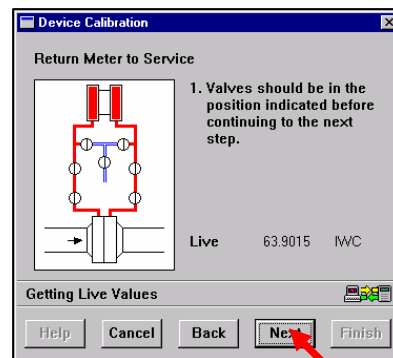 Device Calibration
Return Meter to Service
1. Valves should be in the
position indicated before
continuing to the next
step.
Live 63.9015 IWC
Getting Live Values
Help Cancel Back Next Finish